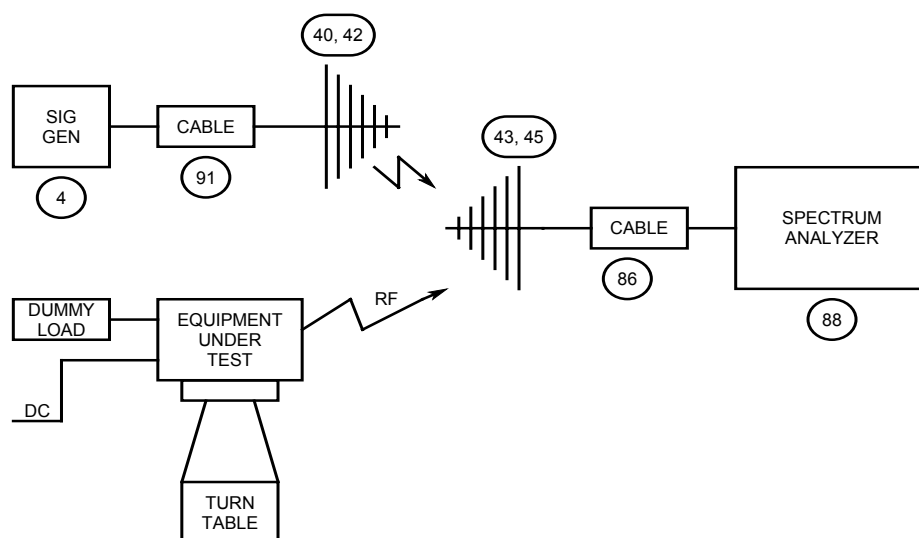 40, 42
SIG
GEN
CABLE
43, 45
4
91
CABLE
SPECTRUM
ANALYZER
86
88
DUMMY
LOAD
EQUIPMENT
UNDER
TEST
RF
DC
TURN
TABLE